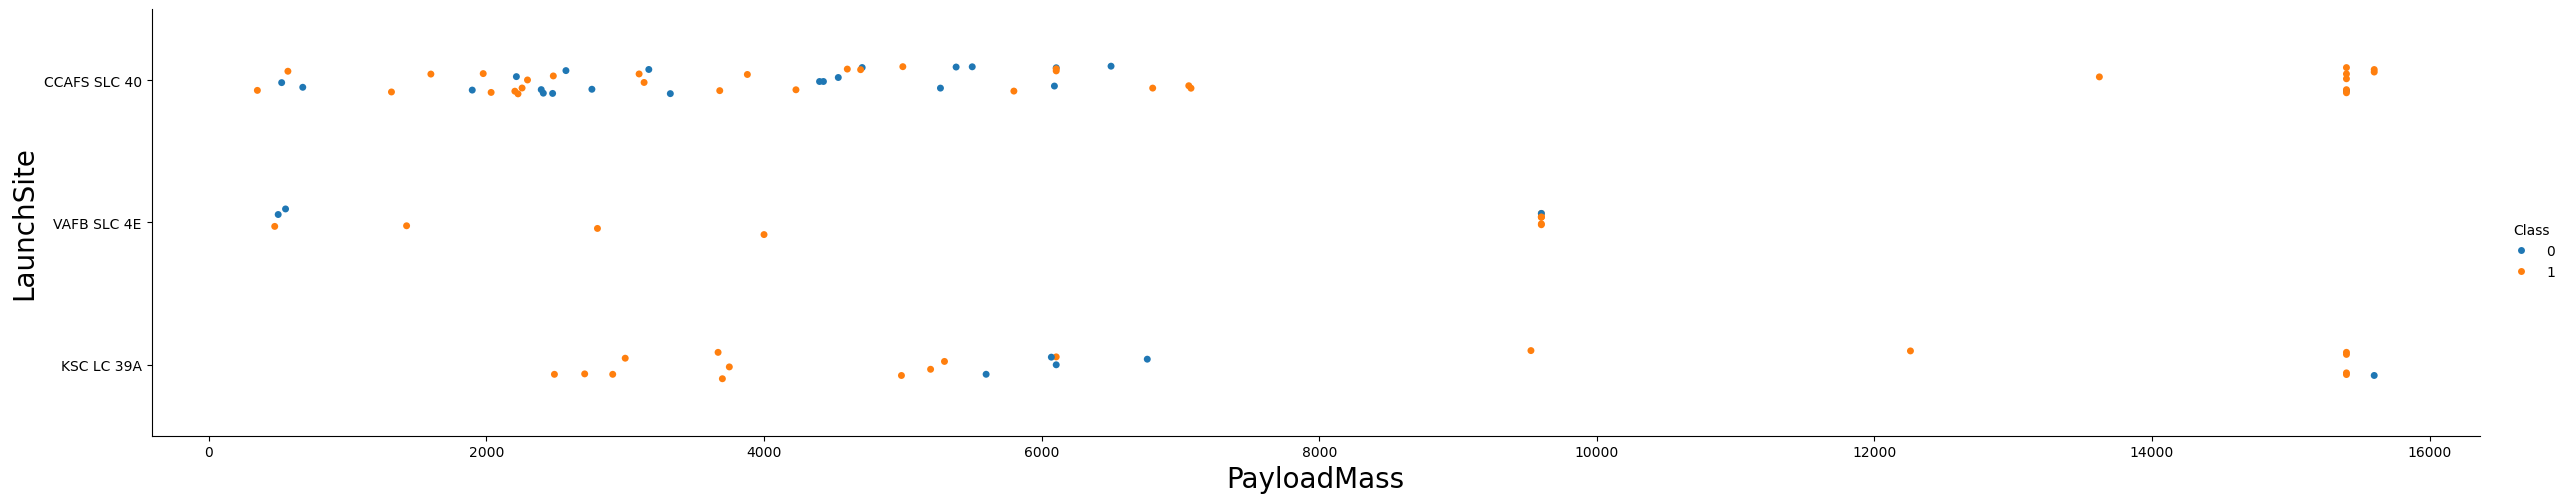 LaunchSite
CCAFS SLC 40
VAFB SLC 4E
KSC LC 39A
0 2000 4000 6000 8000 10000 12000 14000 16000
PayloadMass
Class
0
1